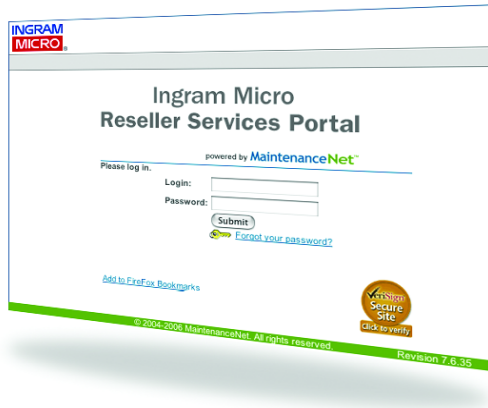 INGRAM
MICRO®
Ingram Micro
Reseller Services Portal
powered by MaintenanceNet™
Please log in.
Login:
Password:
Submit
Forgot your password?
Add to FireFox Bookmarks
VeriSign
Secure
Site
Click to verify
© 2004-2006 MaintenanceNet. All rights reserved.
Revision 7.6.35